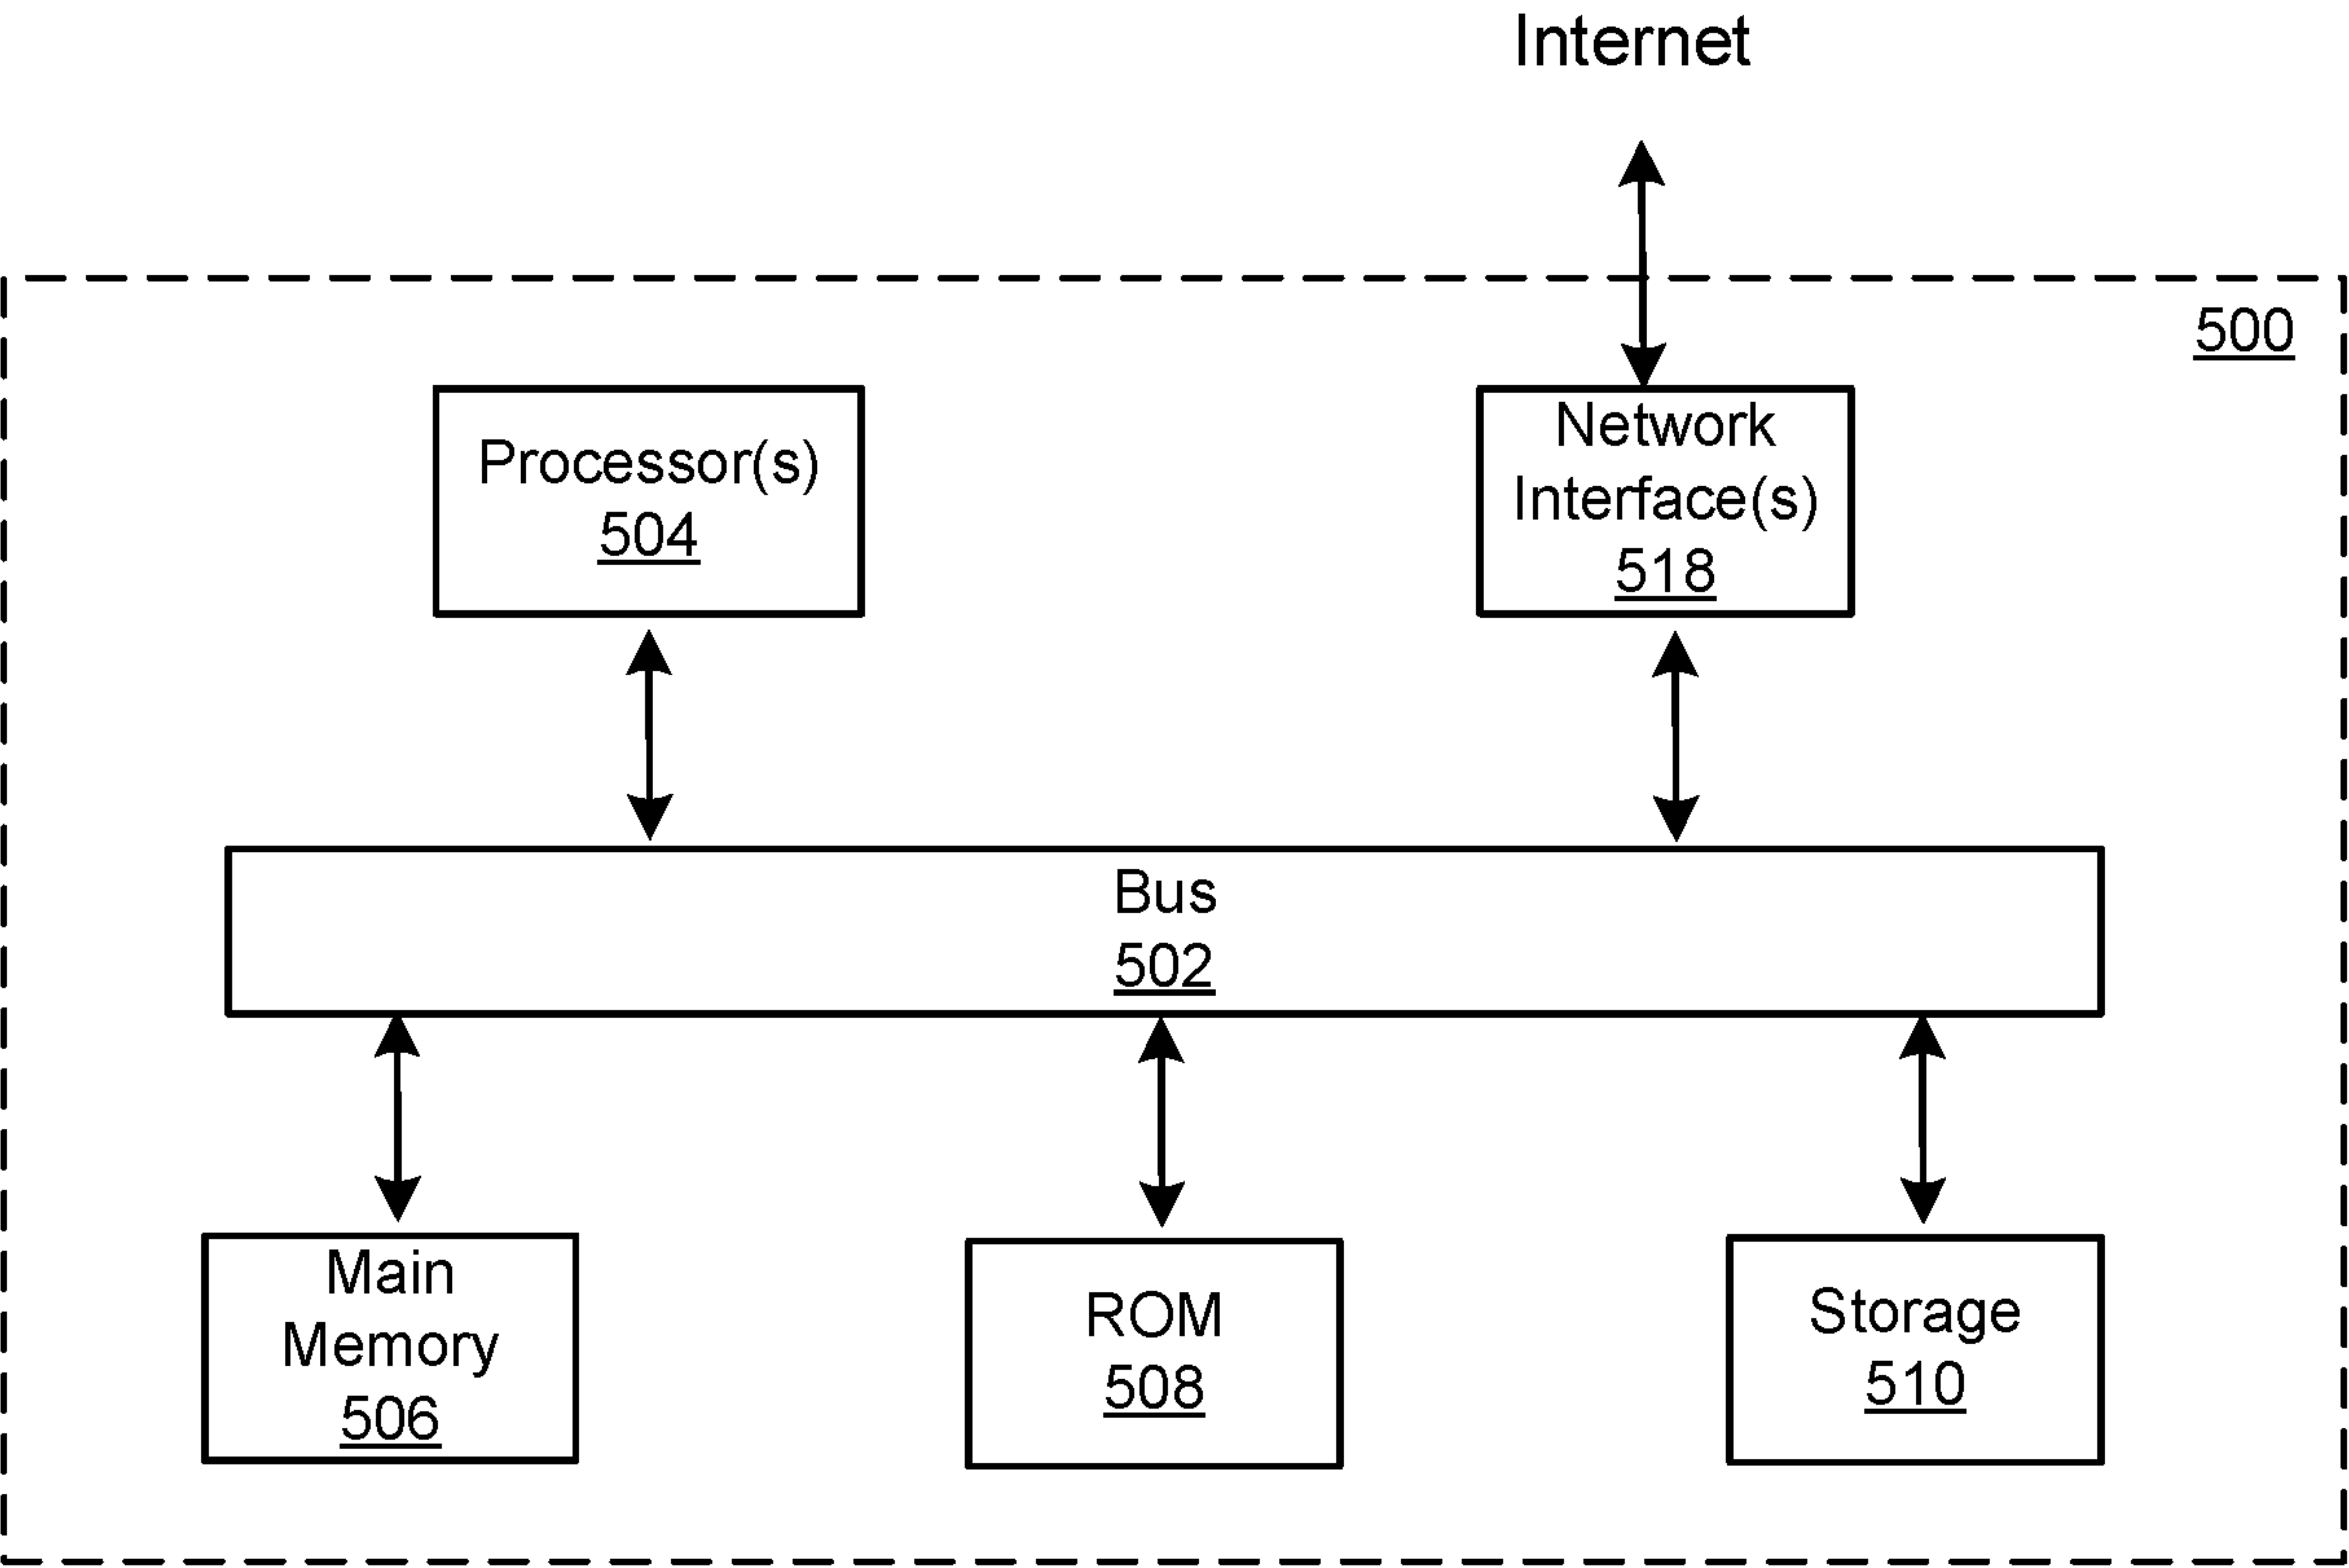 Internet
500
Processor(s)
504
Network
Interface(s)
518
Bus
502
Main
Memory
506
ROM
508
Storage
510